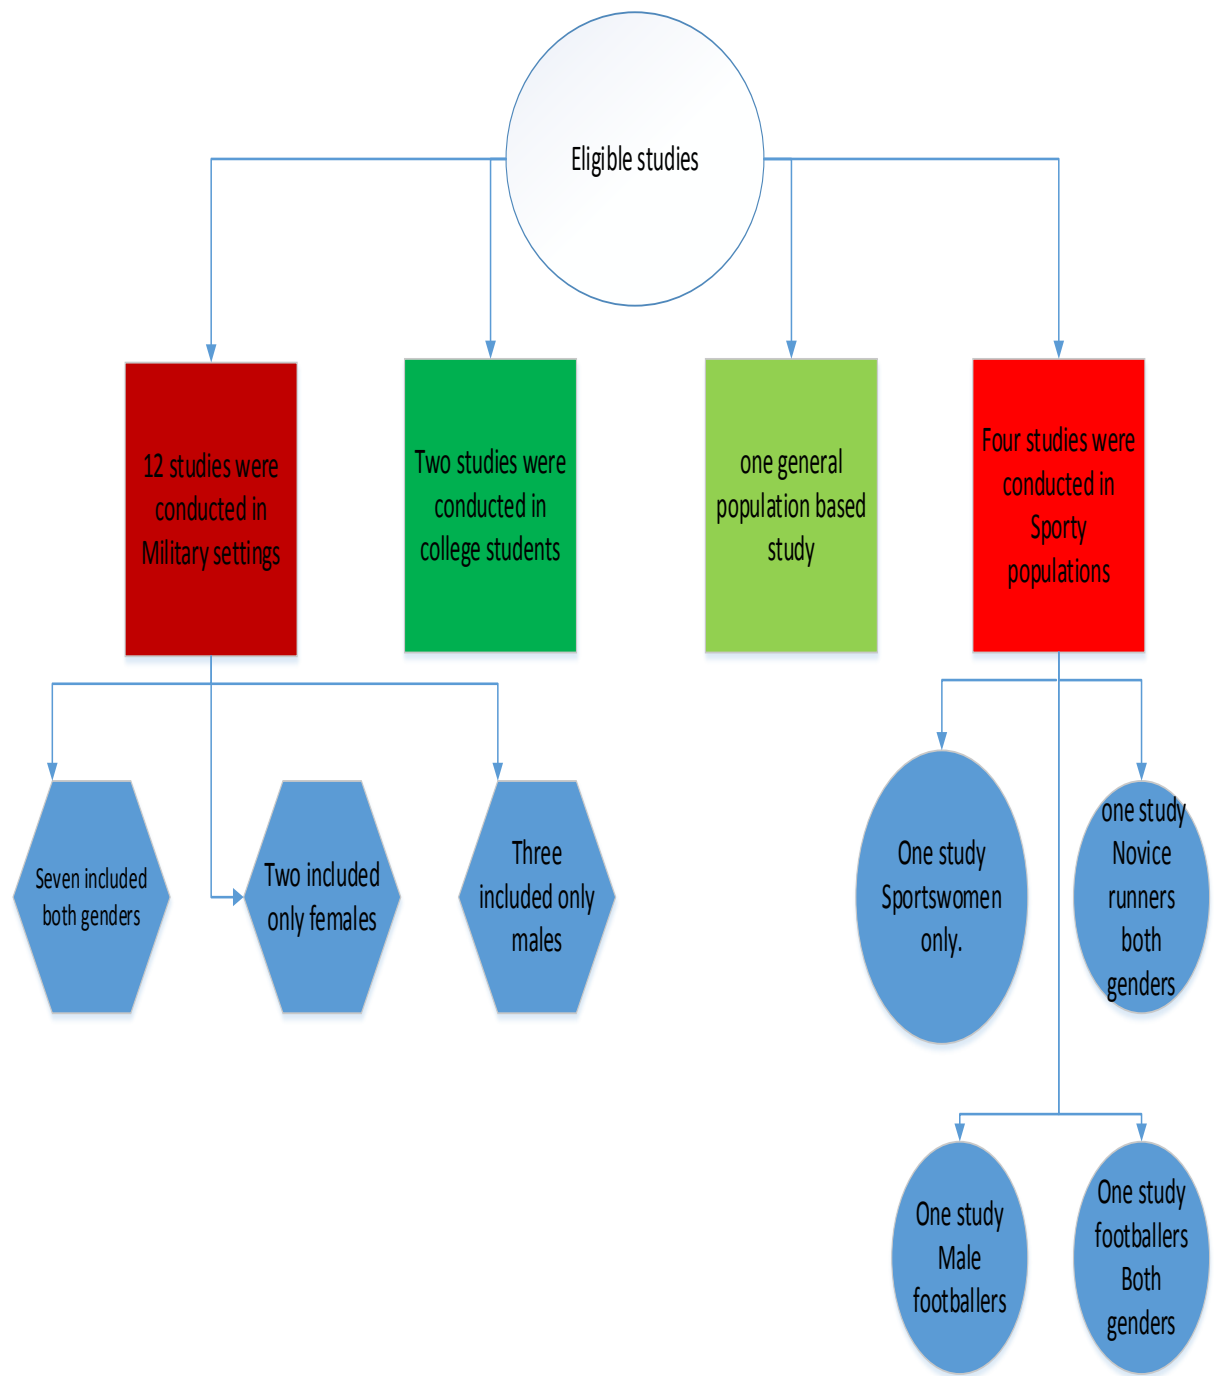 Eligible studies
12 studies were
conducted in
Military settings
Two studies were
conducted in
college students
one general
population based
study
Four studies were
conducted in
Sporty
populations
Seven included
both genders
Two included
only females
Three
included only
males
One study
Sportswomen
only.
one study
Novice
runners
both
genders
One study
Male
footballers
One study
footballers
Both
genders